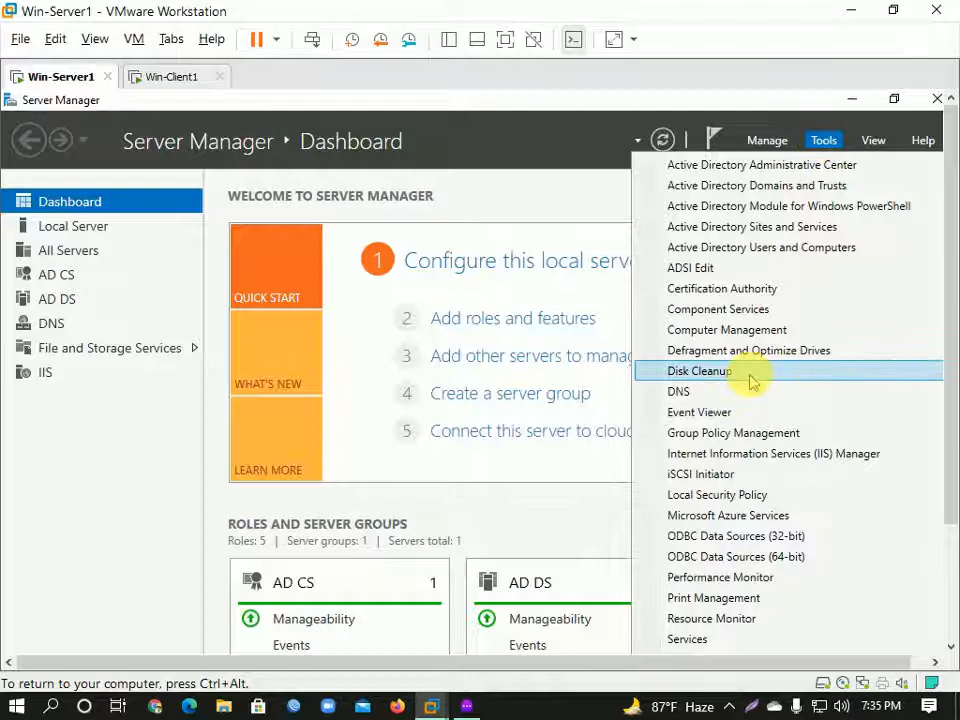 Win-Server1 - VMware Workstation
File Edit View VM Tabs Help
Win-Server1 Win-Client1
Server Manager
Server Manager Dashboard
Manage Tools View Help
Dashboard
Local Server
All Servers
AD CS
AD DS
DNS
File and Storage Services
IIS
WELCOME TO SERVER MANAGER
QUICK START
WHAT'S NEW
LEARN MORE
1 Configure this local serv
2 Add roles and features
3 Add other servers to manag
4 Create a server group
5 Connect this server to clou
ROLES AND SERVER GROUPS
Roles: 5 | Server groups: 1 | Servers total: 1
AD CS 1
Manageability
Events
AD DS
Manageability
Events
Active Directory Administrative Center
Active Directory Domains and Trusts
Active Directory Module for Windows PowerShell
Active Directory Sites and Services
Active Directory Users and Computers
ADSI Edit
Certification Authority
Component Services
Computer Management
Defragment and Optimize Drives
Disk Cleanup
DNS
Event Viewer
Group Policy Management
Internet Information Services (IIS) Manager
iSCSI Initiator
Local Security Policy
Microsoft Azure Services
ODBC Data Sources (32-bit)
ODBC Data Sources (64-bit)
Performance Monitor
Print Management
Resource Monitor
Services
To return to your computer, press Ctrl+Alt.
87°F Haze 7:35 PM